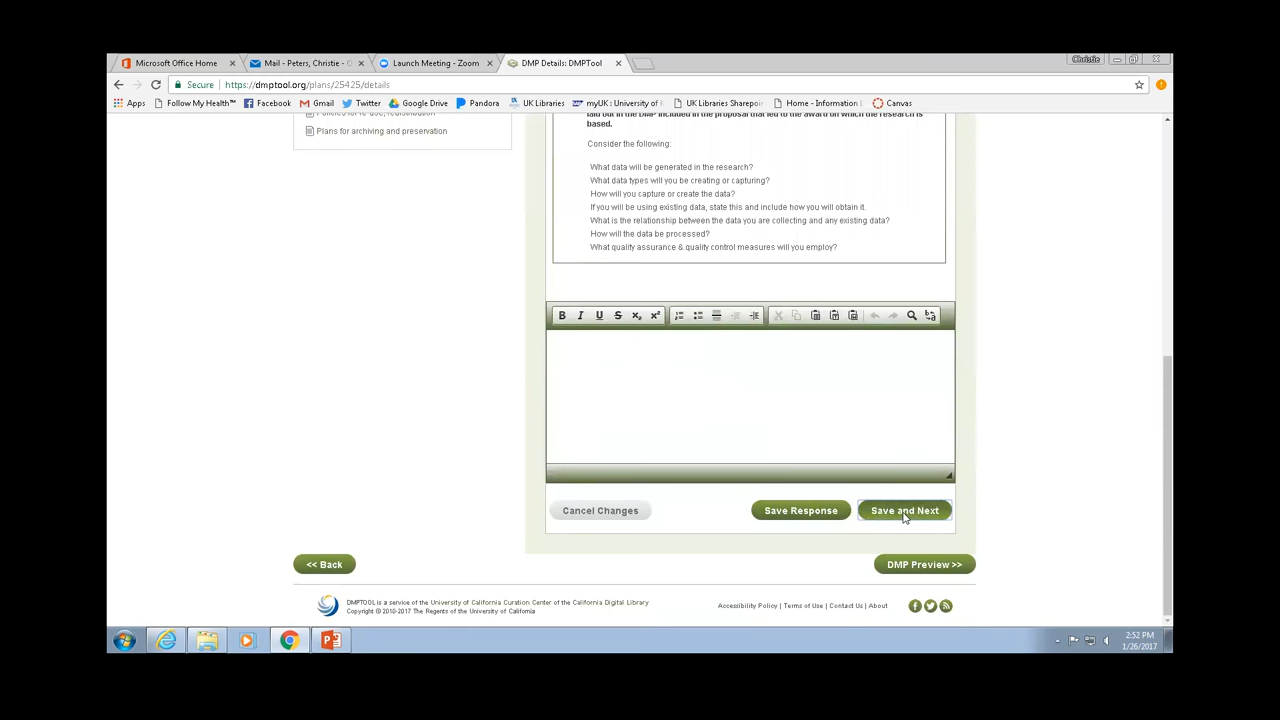 Microsoft Office Home
Mail - Peters, Christie - O
Launch Meeting - Zoom
DMP Details: DMPTool
Christie
Secure
https://dmptool.org/plans/25425/details
Apps
Follow My Health™
Facebook
Gmail
Twitter
Google Drive
Pandora
UK Libraries
myUK : University of
UK Libraries Sharepoi
Home - Information
Canvas
Policies for re-use, redistribution
Plans for archiving and preservation
laid out in the DMP included in the proposal that led to the award on which the research is
based.
Consider the following:
What data will be generated in the research?
What data types will you be creating or capturing?
How will you capture or create the data?
If you will be using existing data, state this and include how you will obtain it.
What is the relationship between the data you are collecting and any existing data?
How will the data be processed?
What quality assurance & quality control measures will you employ?
Cancel Changes
Save Response
Save and Next
<< Back
DMP Preview >>
DMPTOOL is a service of the University of California Curation Center of the California Digital Library
Copyright © 2010-2017 The Regents of the University of California
Accessibility Policy | Terms of Use | Contact Us | About
2:52 PM
1/26/2017